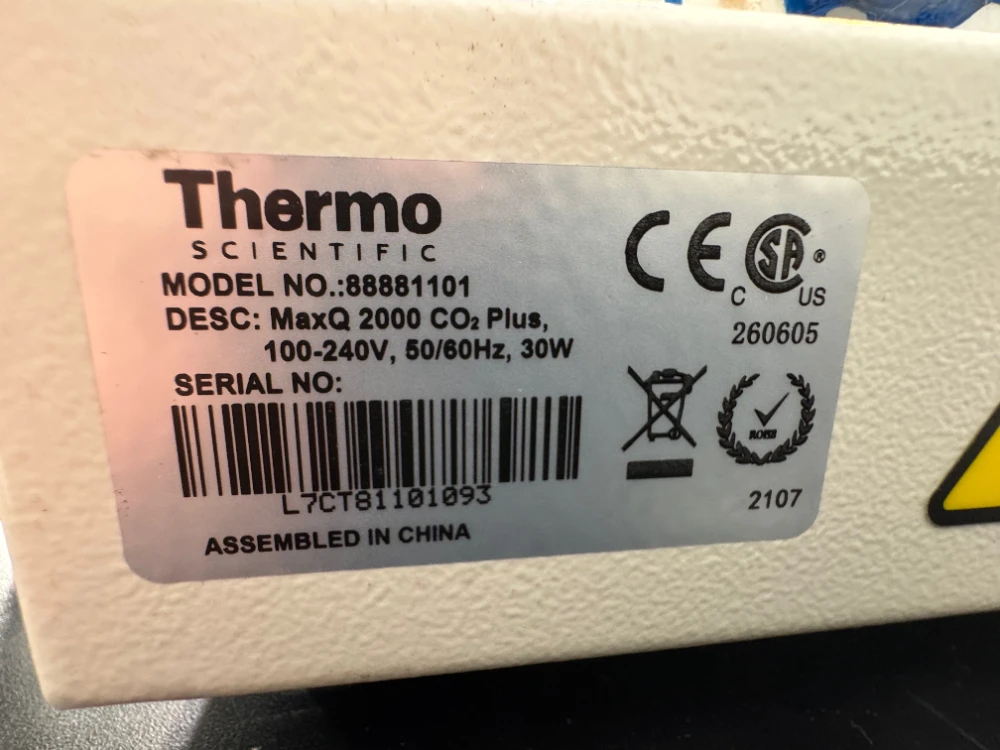 Thermo
SCIENTIFIC
MODEL NO.:88881101
DESC: MaxQ 2000 CO₂ Plus,
100-240V, 50/60Hz, 30W
SERIAL NO:
L7CT81101093
ASSEMBLED IN CHINA
CE
SA ®
C US
260605
ROHS
2107